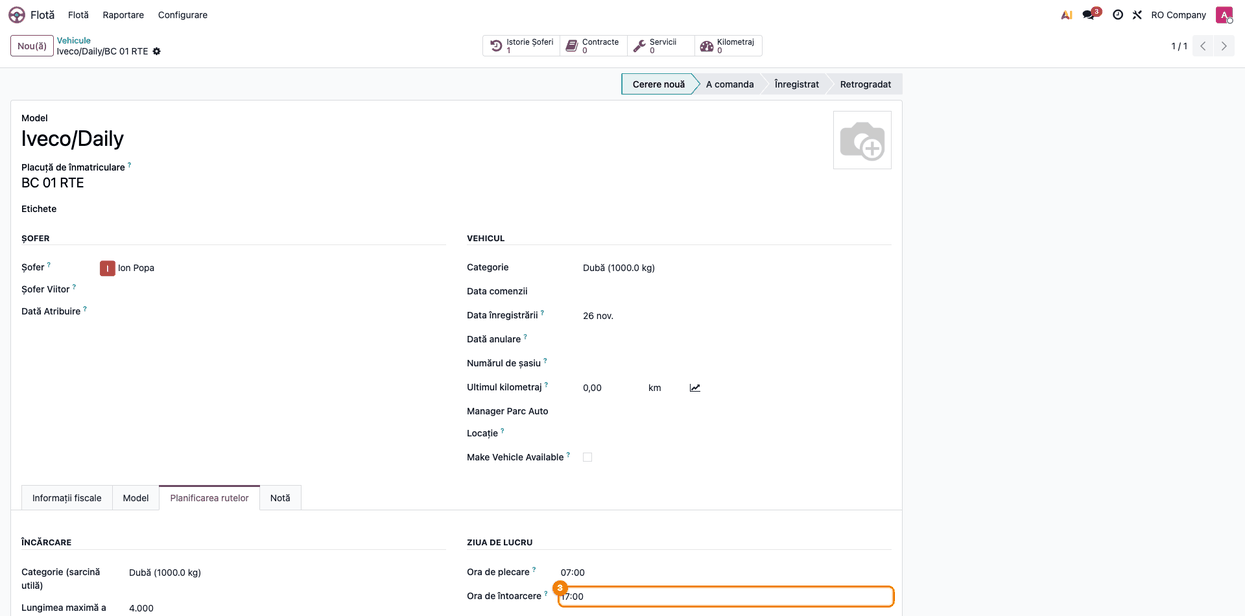 Flotă Flotă Raportare Configurare AI 3 RO Company A
Nou(ă) Vehicule
Iveco/Daily/BC 01 RTE
Istorie Șoferi 1 Contracte 0 Servicii 0 Kilometraj 0
1 / 1
Cerere nouă A comanda Înregistrat Retrogradat
Model
Iveco/Daily
Placuță de înmatriculare ?
BC 01 RTE
Etichete
ȘOFER
Șofer ? I Ion Popa
Șofer Viitor ?
Dată Atribuire ?
VEHICUL
Categorie Dubă (1000.0 kg)
Data comenzii
Data înregistrării ? 26 nov.
Dată anulare ?
Numărul de șasiu ?
Ultimul kilometraj ? 0,00 km
Manager Parc Auto
Locație ?
Make Vehicle Available ?
Informații fiscale Model Planificarea rutelor Notă
ÎNCĂRCARE
Categorie (sarcină utilă) Dubă (1000.0 kg)
Lungimea maximă a 4.000
ZIUA DE LUCRU
Ora de plecare ? 07:00
Ora de întoarcere ? 3 17:00